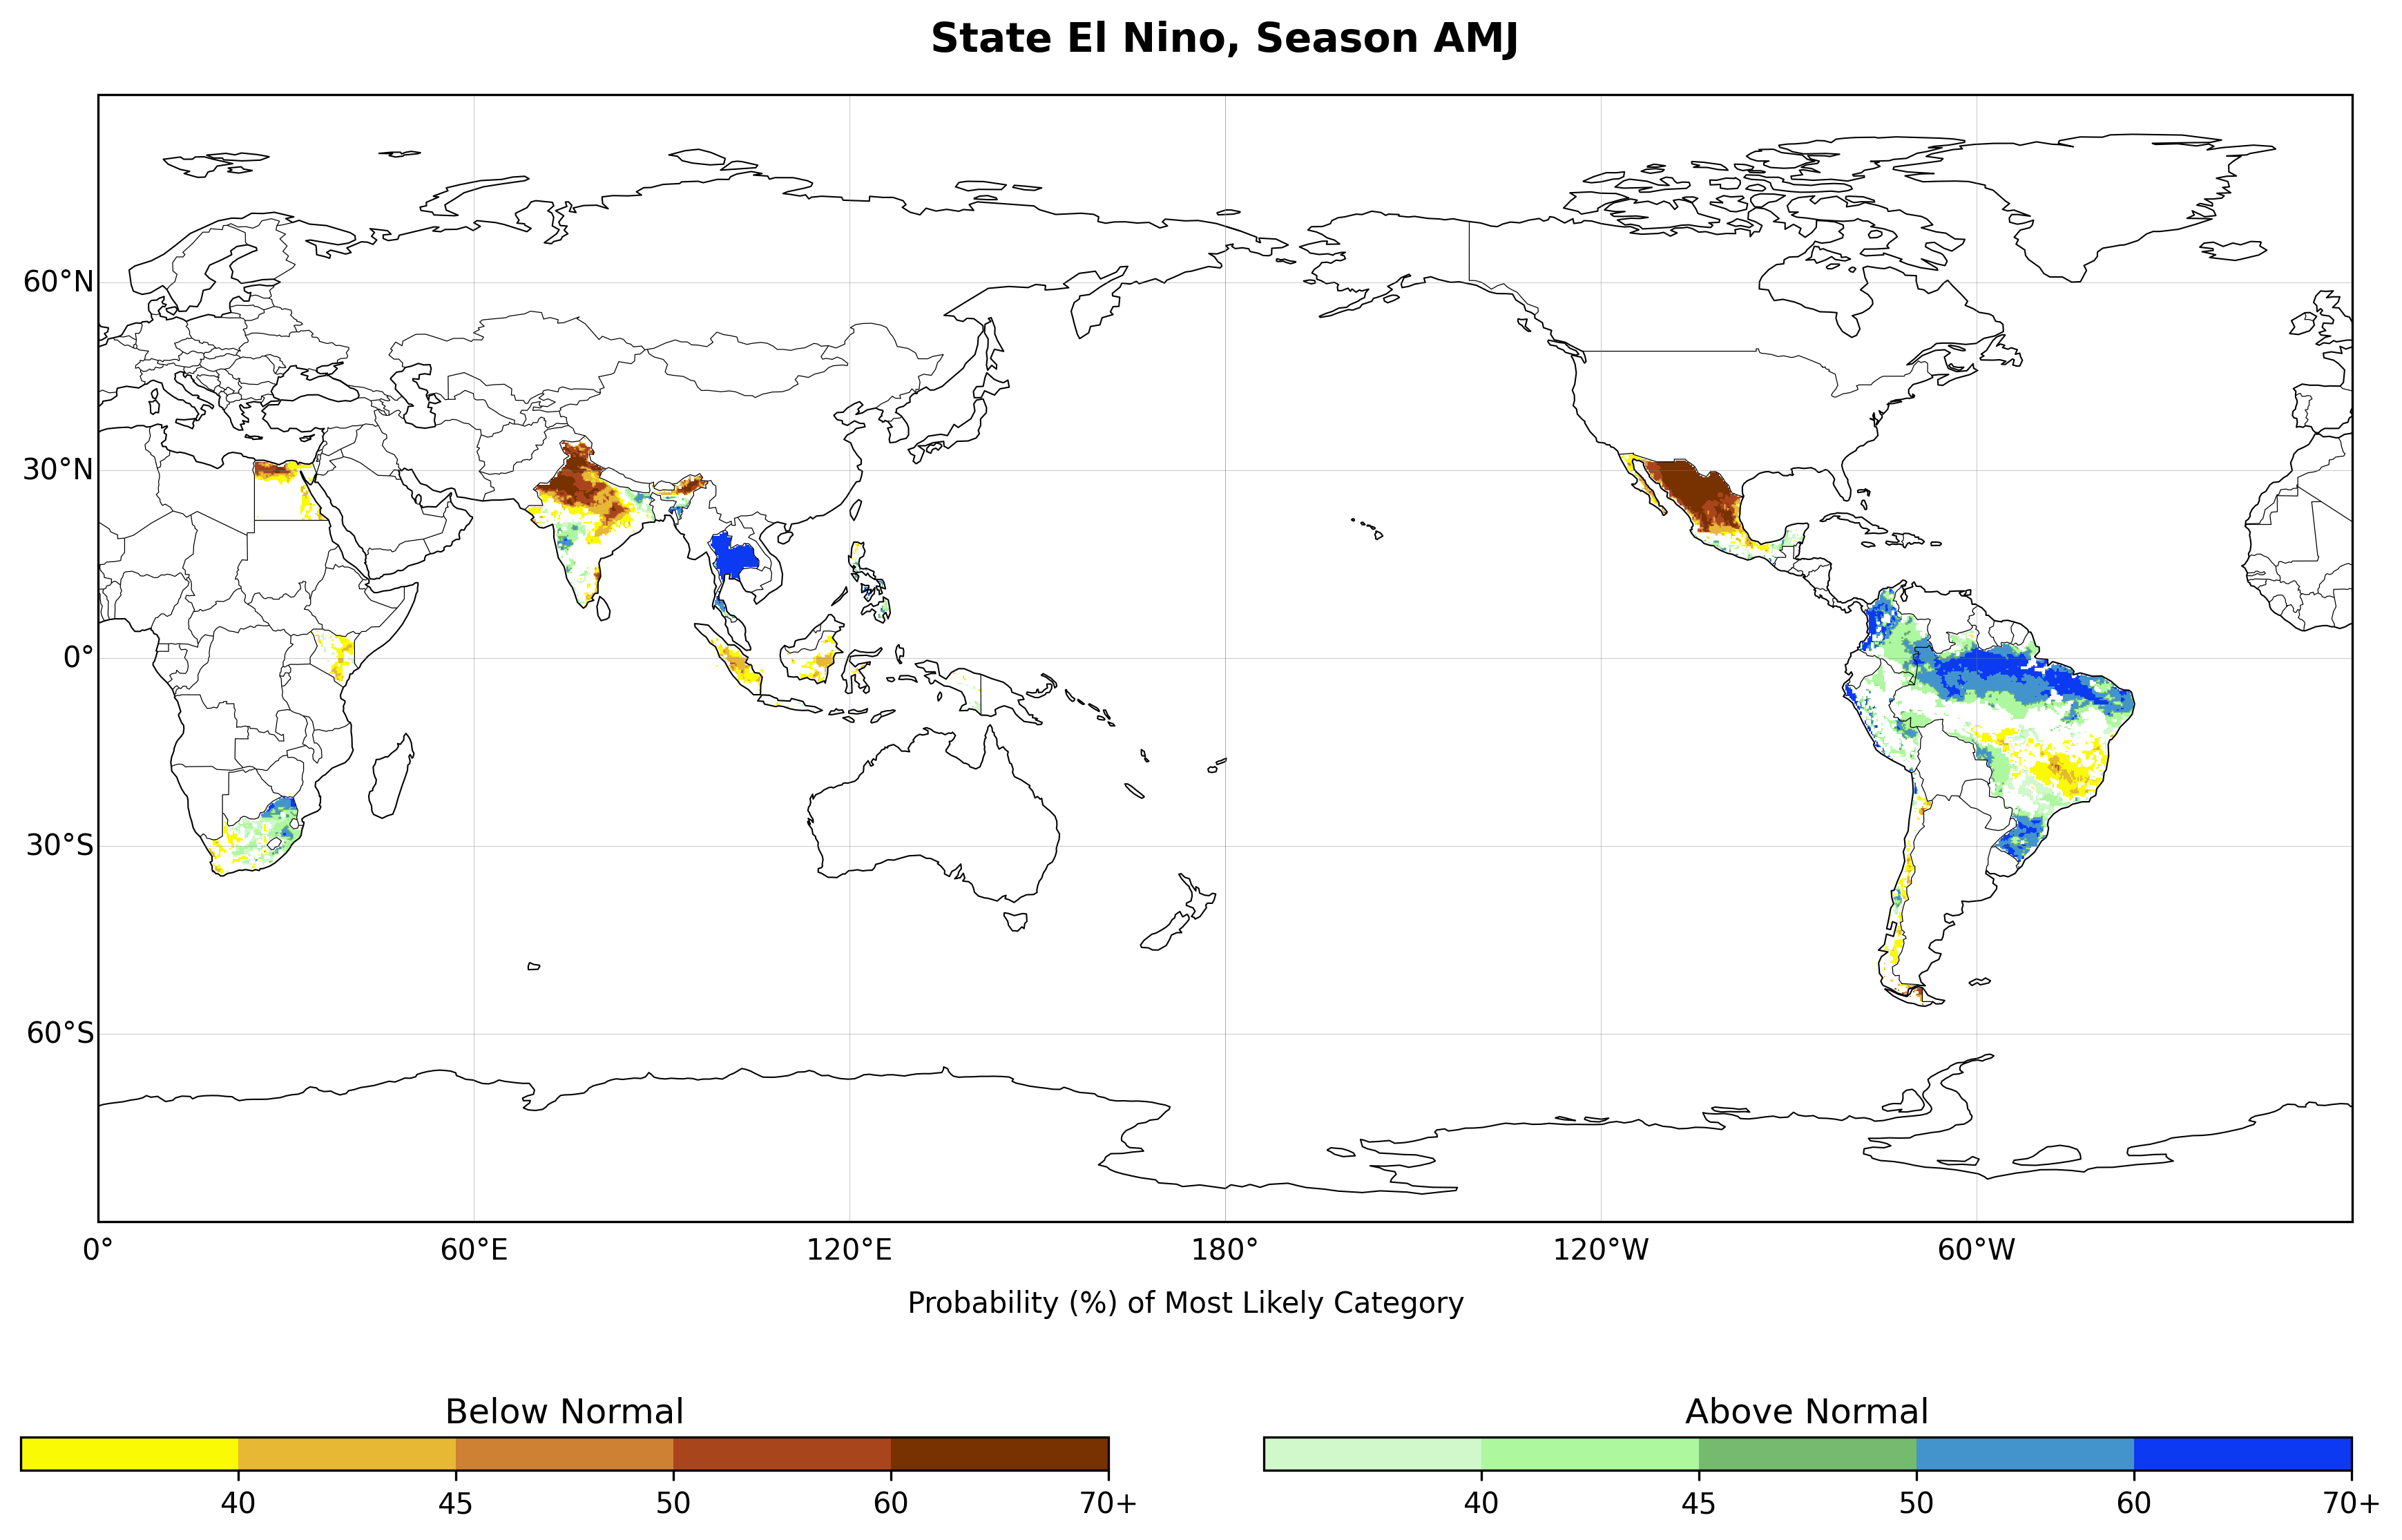 State El Nino, Season AMJ
60°N
30°N
0°
30°S
60°S
0° 60°E 120°E 180° 120°W 60°W
Probability (%) of Most Likely Category
Below Normal
40 45 50 60 70+
Above Normal
40 45 50 60 70+